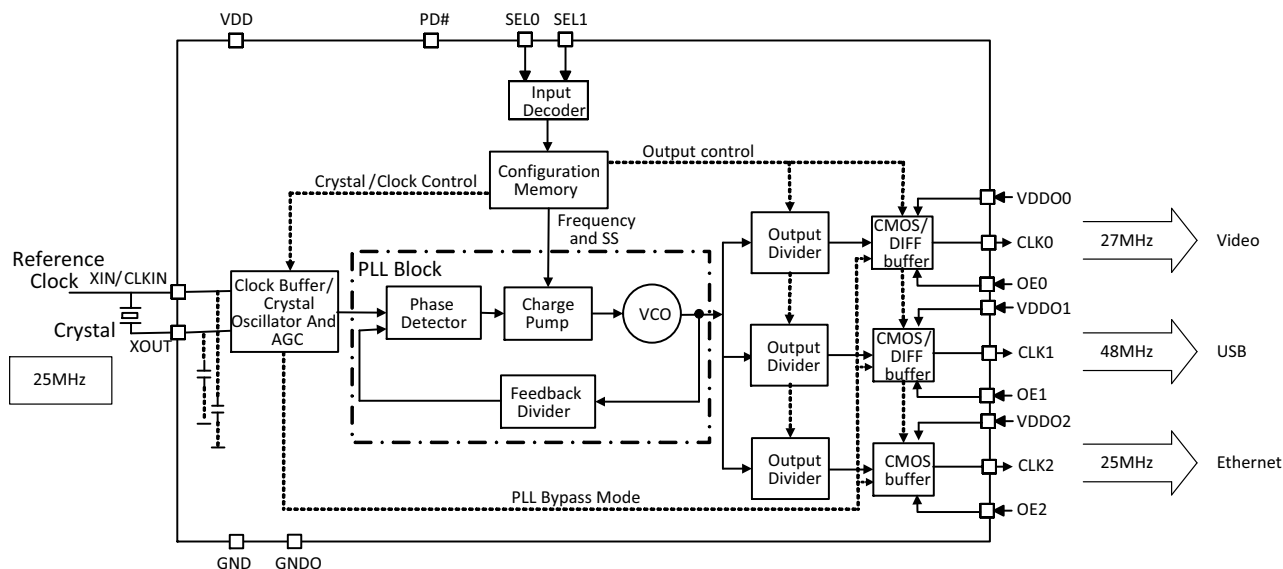 VDD
PD#
SEL0
SEL1
Input
Decoder
Output control
Configuration
Memory
Crystal /Clock Control
Frequency
and SS
VDDO0
Output
Divider
CMOS/
DIFF
buffer
CLK0
27MHz
Video
Reference
Clock
XIN/ CLKIN
PLL Block
OE0
Clock Buffer/
Crystal
Oscillator And
AGC
Phase
Detector
Charge
Pump
VCO
VDDO1
Crystal
XOUT
Output
Divider
CMOS/
DIFF
buffer
CLK1
48MHz
USB
25MHz
Feedback
Divider
OE1
VDDO2
Output
Divider
CMOS
buffer
CLK2
25MHz
Ethernet
PLL Bypass Mode
OE2
GND
GNDO